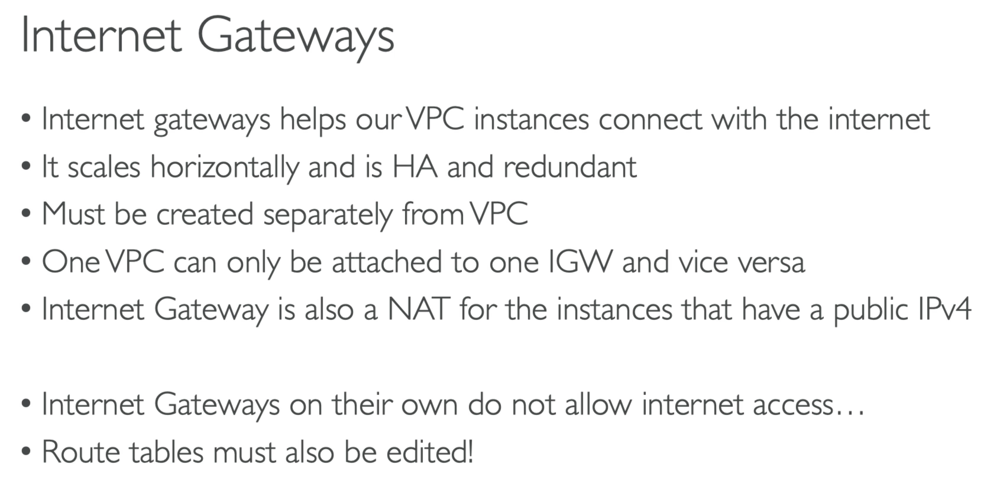 Internet Gateways
• Internet gateways helps our VPC instances connect with the internet
• It scales horizontally and is HA and redundant
• Must be created separately from VPC
• One VPC can only be attached to one IGW and vice versa
• Internet Gateway is also a NAT for the instances that have a public IPv4
• Internet Gateways on their own do not allow internet access…
• Route tables must also be edited!